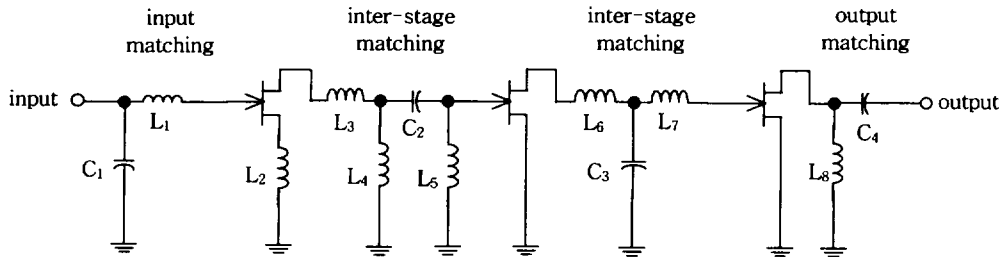 input
matching
inter-stage
matching
inter-stage
matching
output
matching
input
L1
L3
C2
L6
L7
C4
output
C1
L2
L4
L5
C3
L8